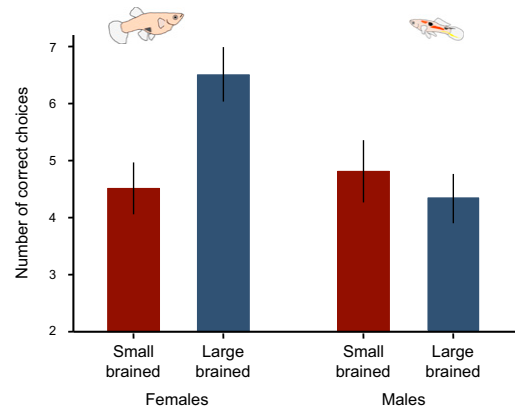 Number of correct choices
7
6
5
4
3
2
Small brained
Large brained
Small brained
Large brained
Females
Males